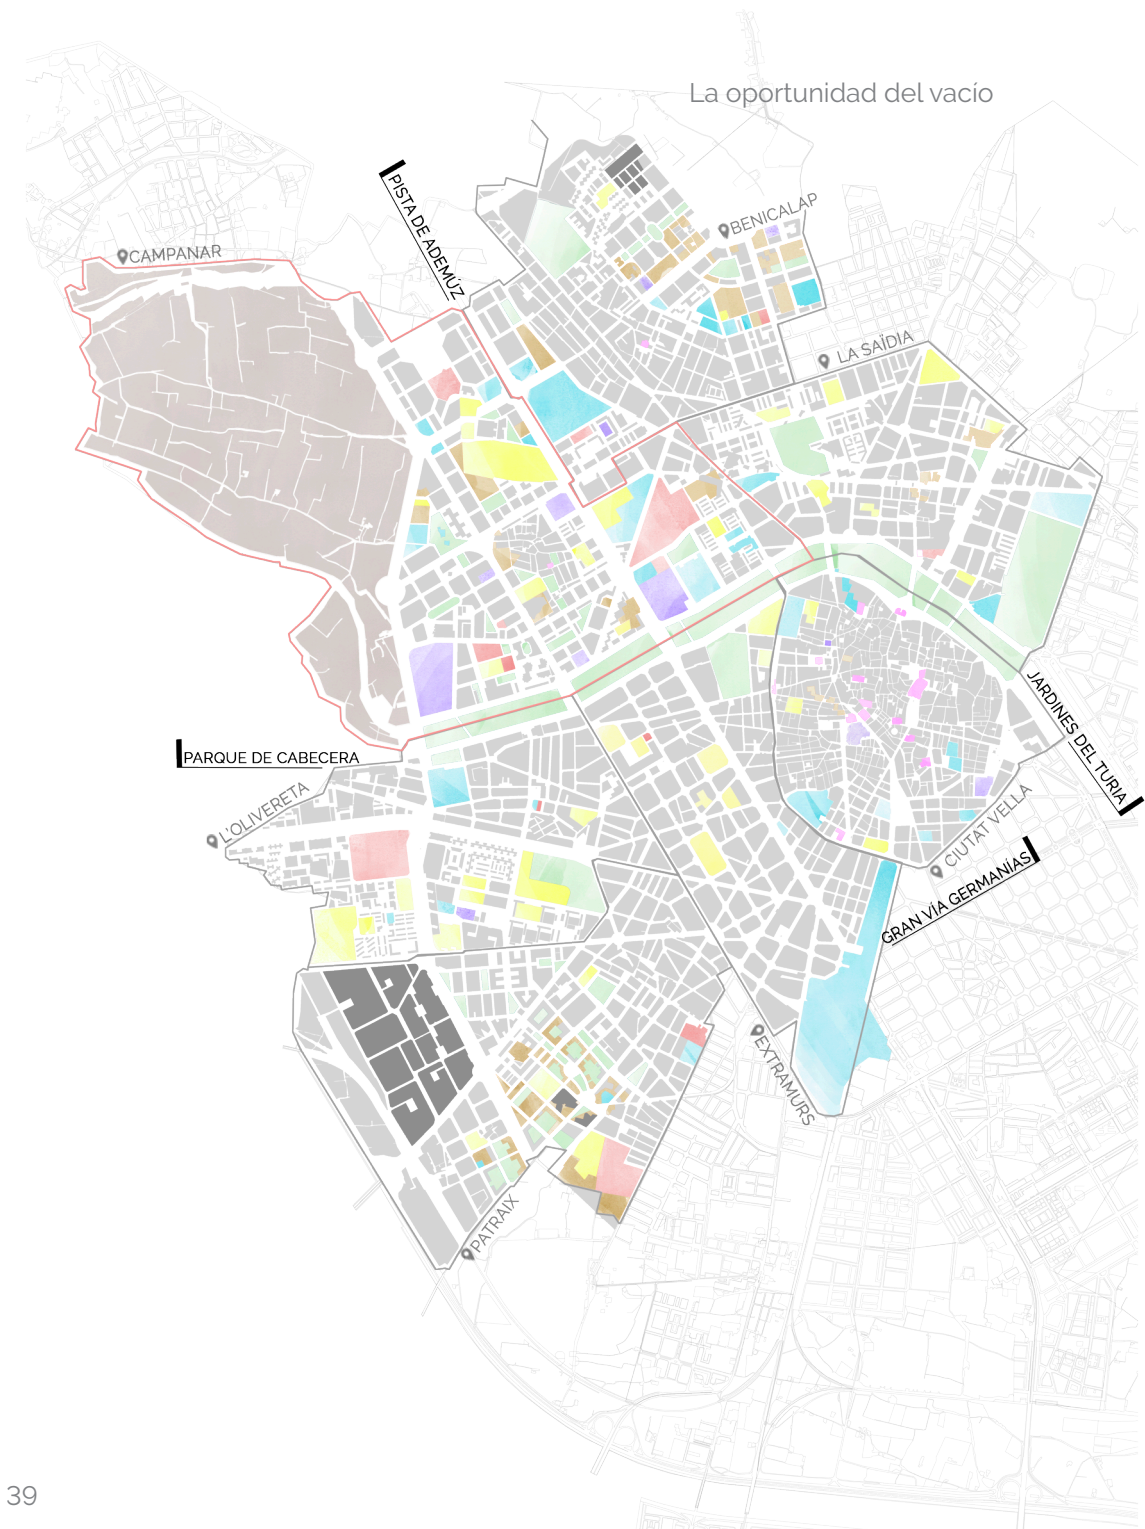 La oportunidad del vacío
PISTA DE ADEMÚZ
BENICALAP
CAMPANAR
LA SAÏDIA
JARDINES DEL TURIA
PARQUE DE CABECERA
L'OLIVERETA
CIUTAT VELLA
GRAN VÍA GERMANÍAS
EXTRAMURS
PATRAIX
39